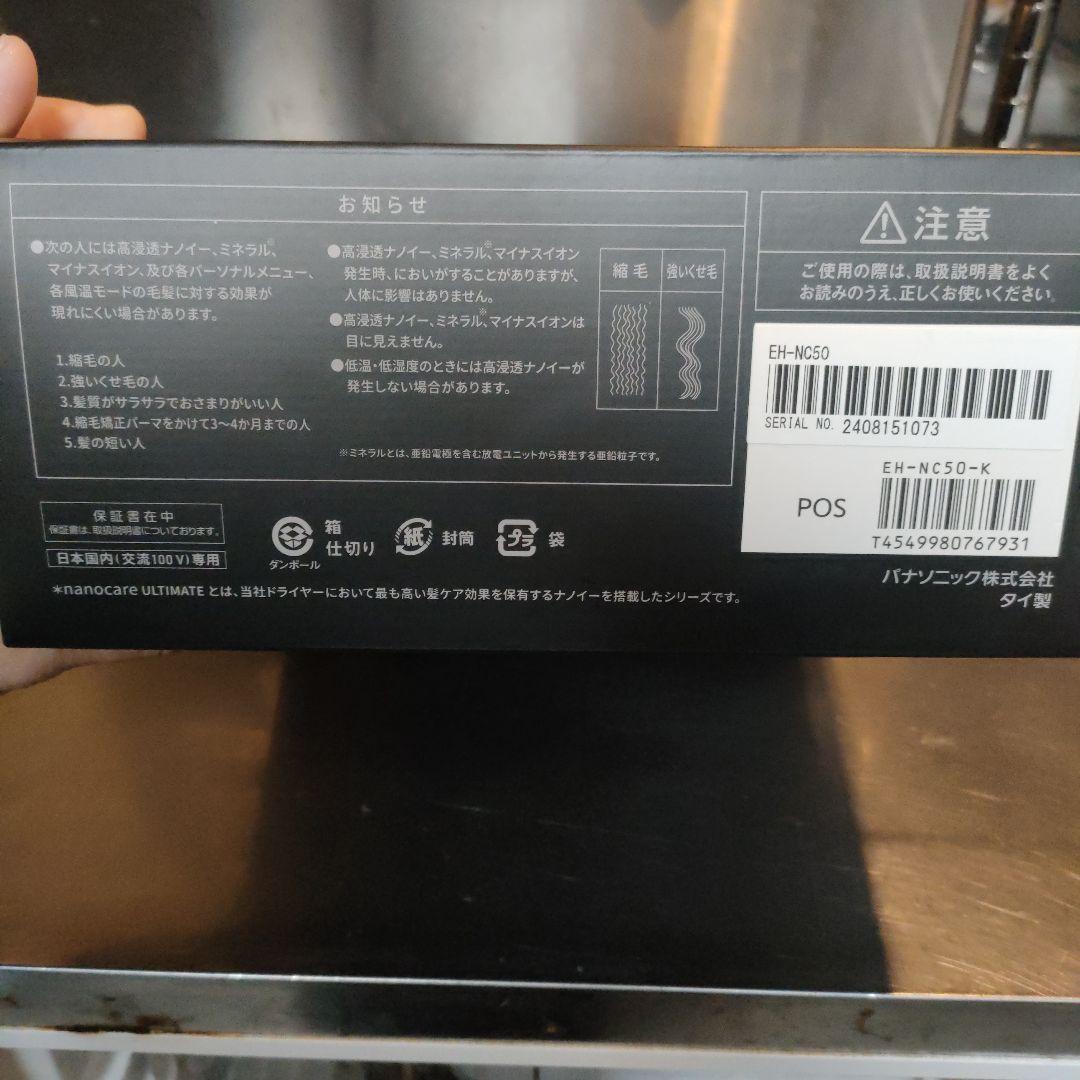 お知らせ
●次の人には高浸透ナノイー、ミネラル※、
マイナスイオン、及び各パーソナルメニュー、
各風温モードの毛髪に対する効果が
現れにくい場合があります。
1.縮毛の人
2.強いくせ毛の人
3.髪質がサラサラでおさまりがいい人
4.縮毛矯正パーマをかけて3〜4か月までの人
5.髪の短い人
●高浸透ナノイー、ミネラル※、マイナスイオン
発生時、においがすることがありますが、
人体に影響はありません。
●高浸透ナノイー、ミネラル※、マイナスイオンは
目に見えません。
●低温・低湿度のときには高浸透ナノイーが
発生しない場合があります。
縮毛 強いくせ毛
※ミネラルとは、亜鉛電極を含む放電ユニットから発生する亜鉛粒子です。
注意
ご使用の際は、取扱説明書をよく
お読みのうえ、正しくお使いください。
EH-NC50
SERIAL NO. 2408151073
EH-NC50-K
POS
T4549980767931
パナソニック株式会社
タイ製
保証書在中
保証書は、取扱説明書についております。
日本国内(交流100V)専用
ダンボール
箱
仕切り
紙 封筒
プラ 袋
*nanocare ULTIMATE とは、当社ドライヤーにおいて最も高い髪ケア効果を保有するナノイーを搭載したシリーズです。